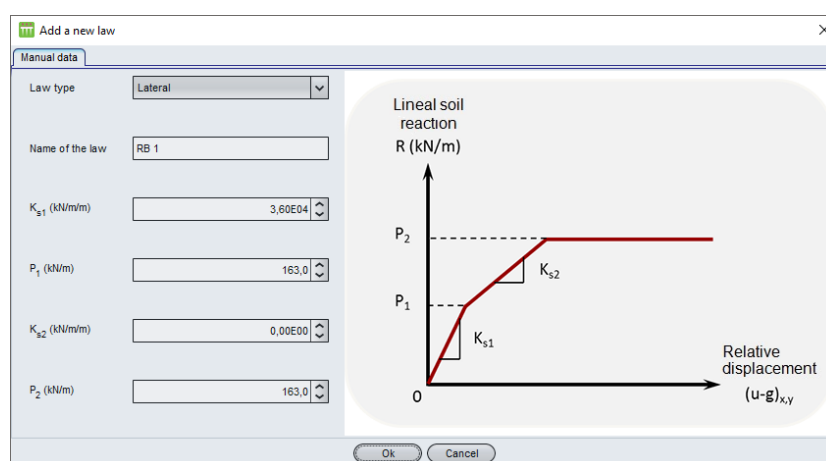 Add a new law
Manual data
Law type Lateral
Name of the law RB 1
Ks1 (kN/m/m) 3,60E04
P1 (kN/m) 163,0
Ks2 (kN/m/m) 0,00E00
P2 (kN/m) 163,0
Lineal soil
reaction
R (kN/m)
P2
Ks2
P1
Ks1
0
Relative
displacement
(u-g)x,y
Ok Cancel